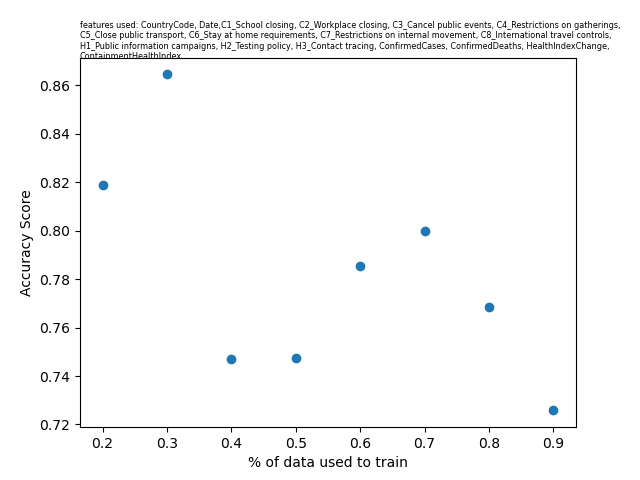 features used: CountryCode, Date,C1_School closing, C2_Workplace closing, C3_Cancel public events, C4_Restrictions on gatherings,
C5_Close public transport, C6_Stay at home requirements, C7_Restrictions on internal movement, C8_International travel controls,
H1_Public information campaigns, H2_Testing policy, H3_Contact tracing, ConfirmedCases, ConfirmedDeaths, HealthIndexChange,
ContainmentHealthIndex
0.86
0.84
0.82
0.80
0.78
0.76
0.74
0.72
Accuracy Score
0.2 0.3 0.4 0.5 0.6 0.7 0.8 0.9
% of data used to train